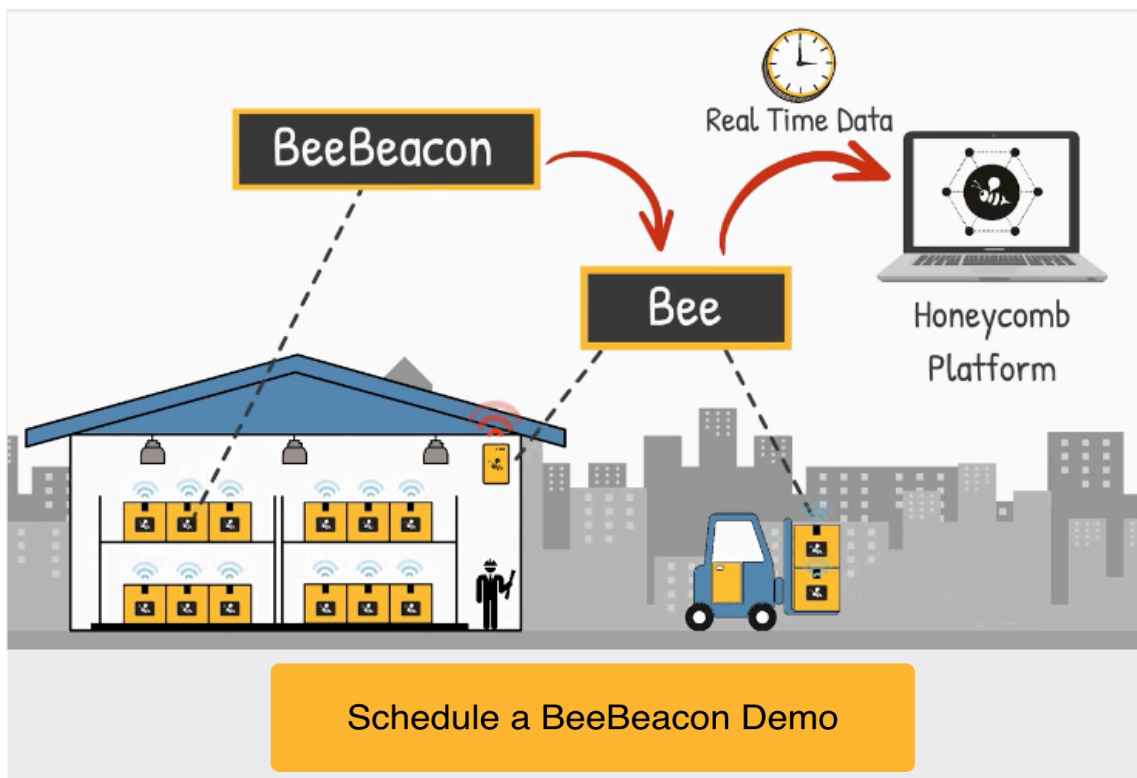 BeeBeacon
Real Time Data
Bee
Honeycomb
Platform
Schedule a BeeBeacon Demo